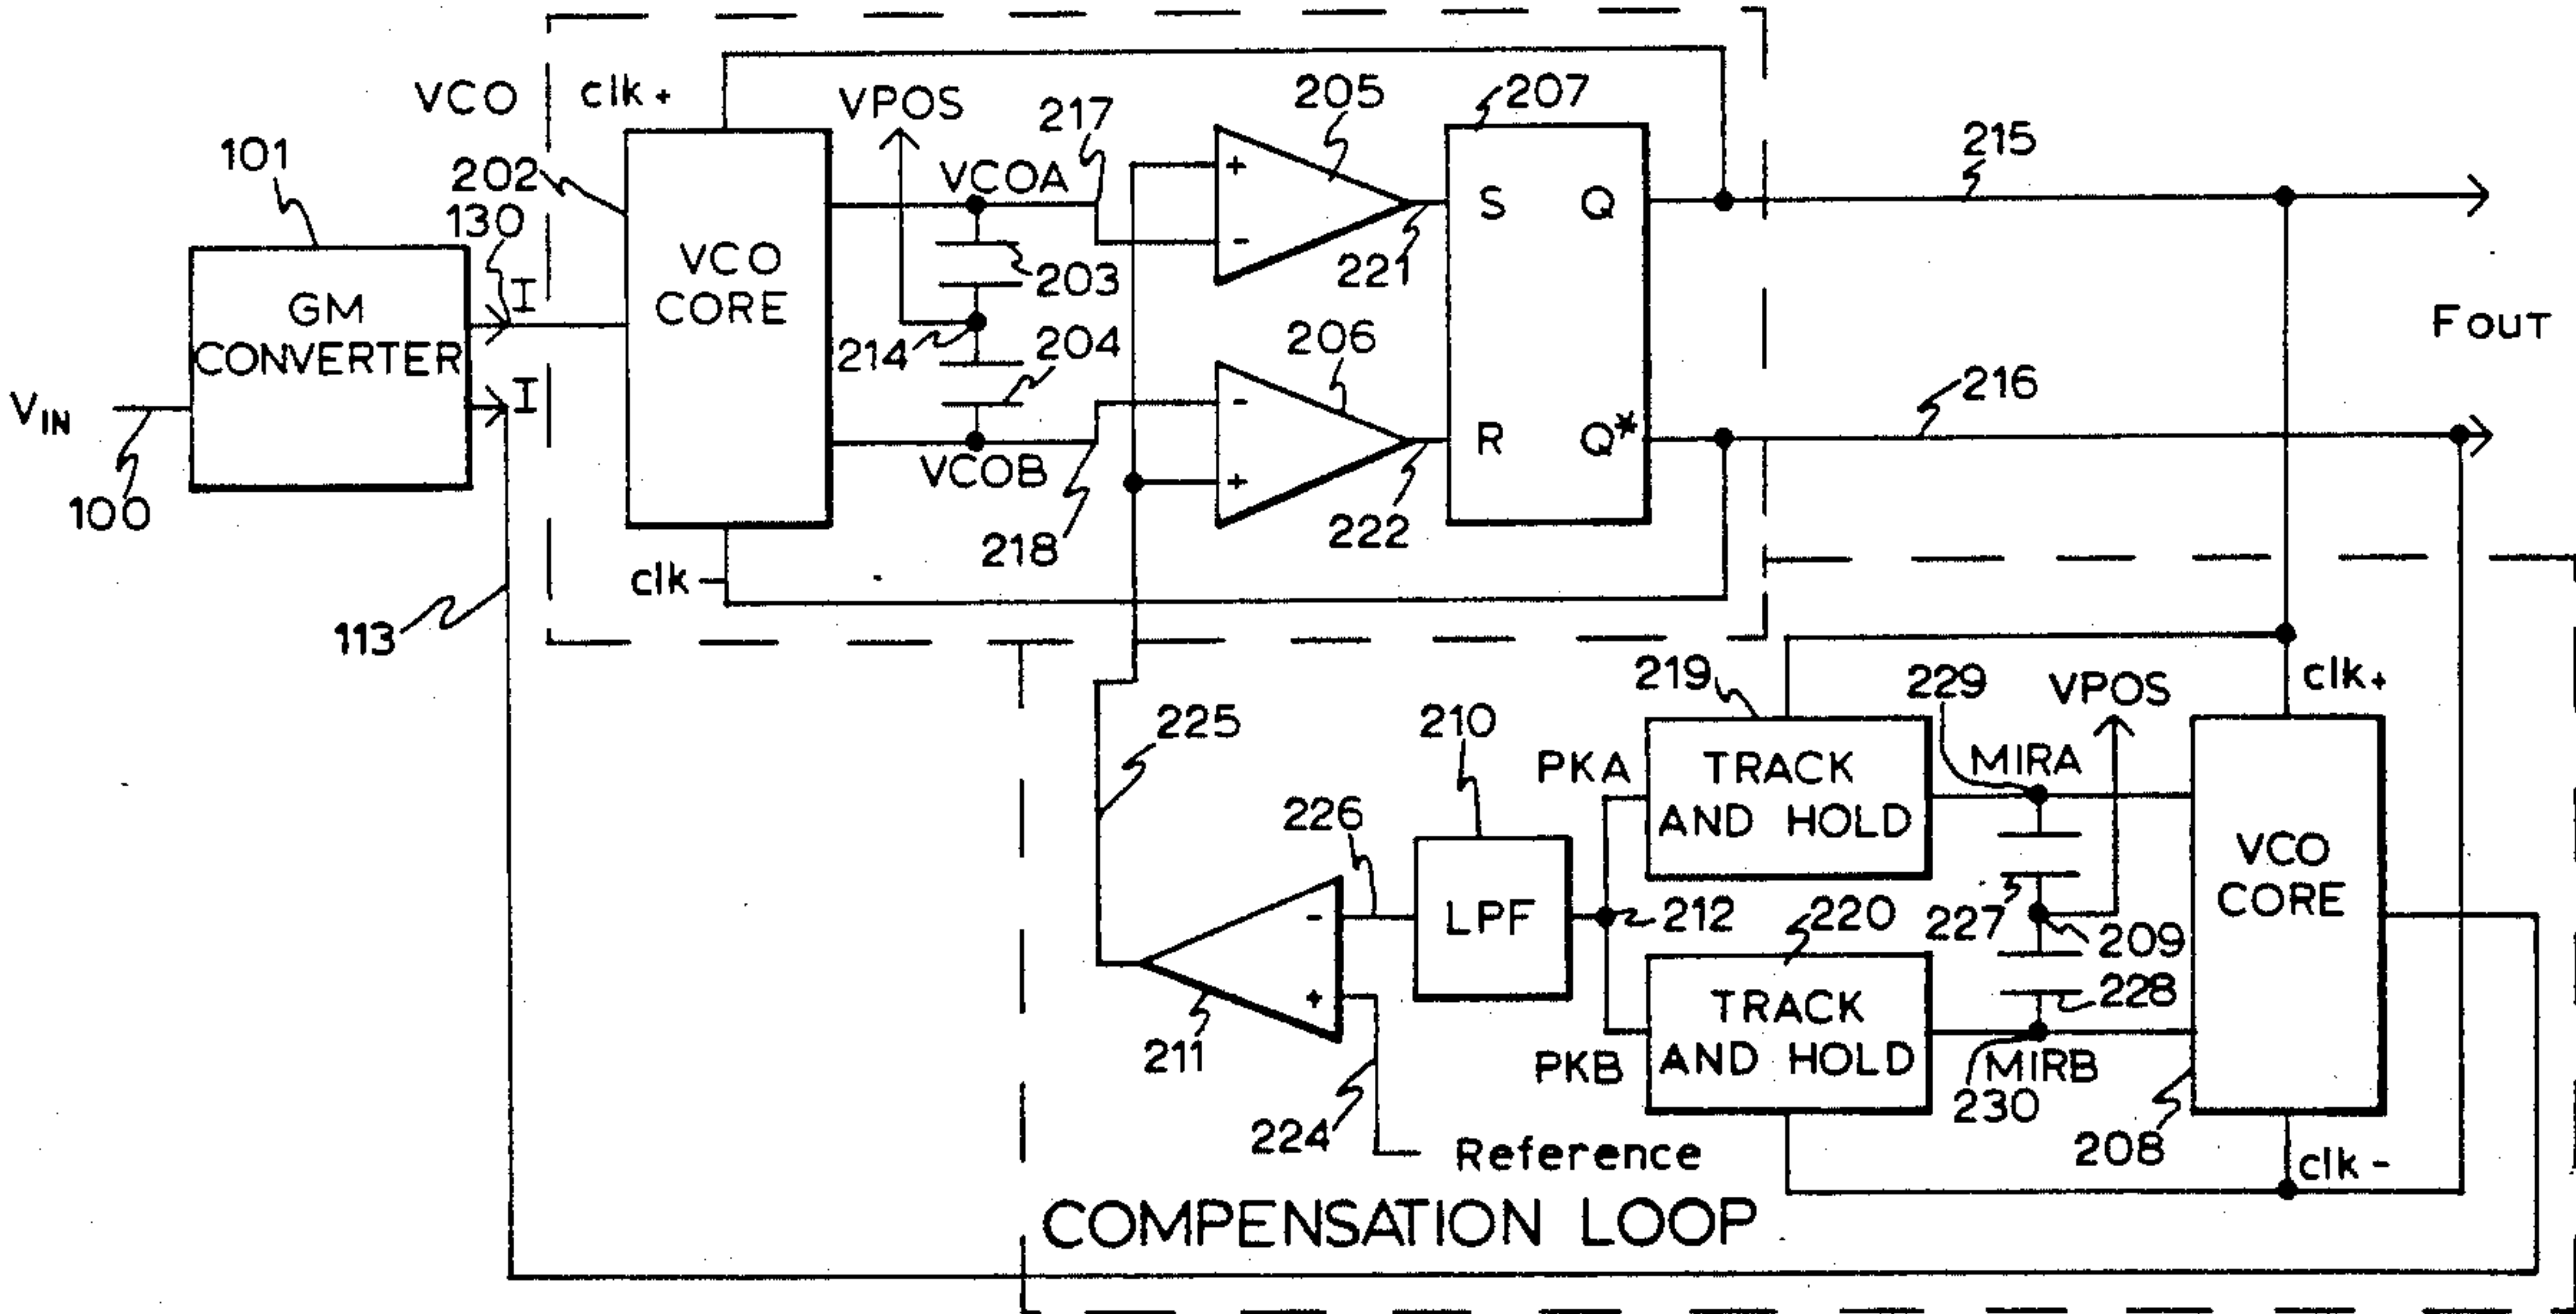 VCO
clk +
VPOS
217
205
207
101
202
130
VCOA
215
VCO
CORE
+
-
S
Q
221
203
I
GM
CONVERTER
214
204
206
FOUT
VIN
I
-
+
R
Q*
216
VCOB
100
218
222
clk -
113
219
229
VPOS
clk+
225
210
PKA
TRACK
AND HOLD
MIRA
226
VCO
CORE
-
LPF
212
220
227
209
+
TRACK
AND HOLD
228
211
PKB
MIRB
230
224
Reference
208
clk -
COMPENSATION LOOP